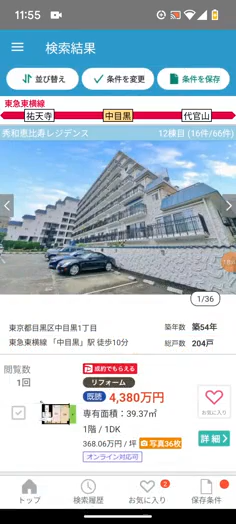 11:55
検索結果
並び替え
条件を変更
条件を保存
東急東横線
祐天寺
中目黒
代官山
秀和恵比寿レジデンス
12棟目 (16件/66件)
1/36
東京都目黒区中目黒1丁目
築年数 築54年
東急東横線 「中目黒」駅 徒歩10分
総戸数 204戸
閲覧数
1回
成約でもらえる
リフォーム
既読 4,380万円
専有面積：39.37㎡
1階 / 1DK
368.06万円 / 坪 写真36枚
オンライン対応可
お気に入り
詳細
トップ
検索履歴
2
お気に入り
保存条件